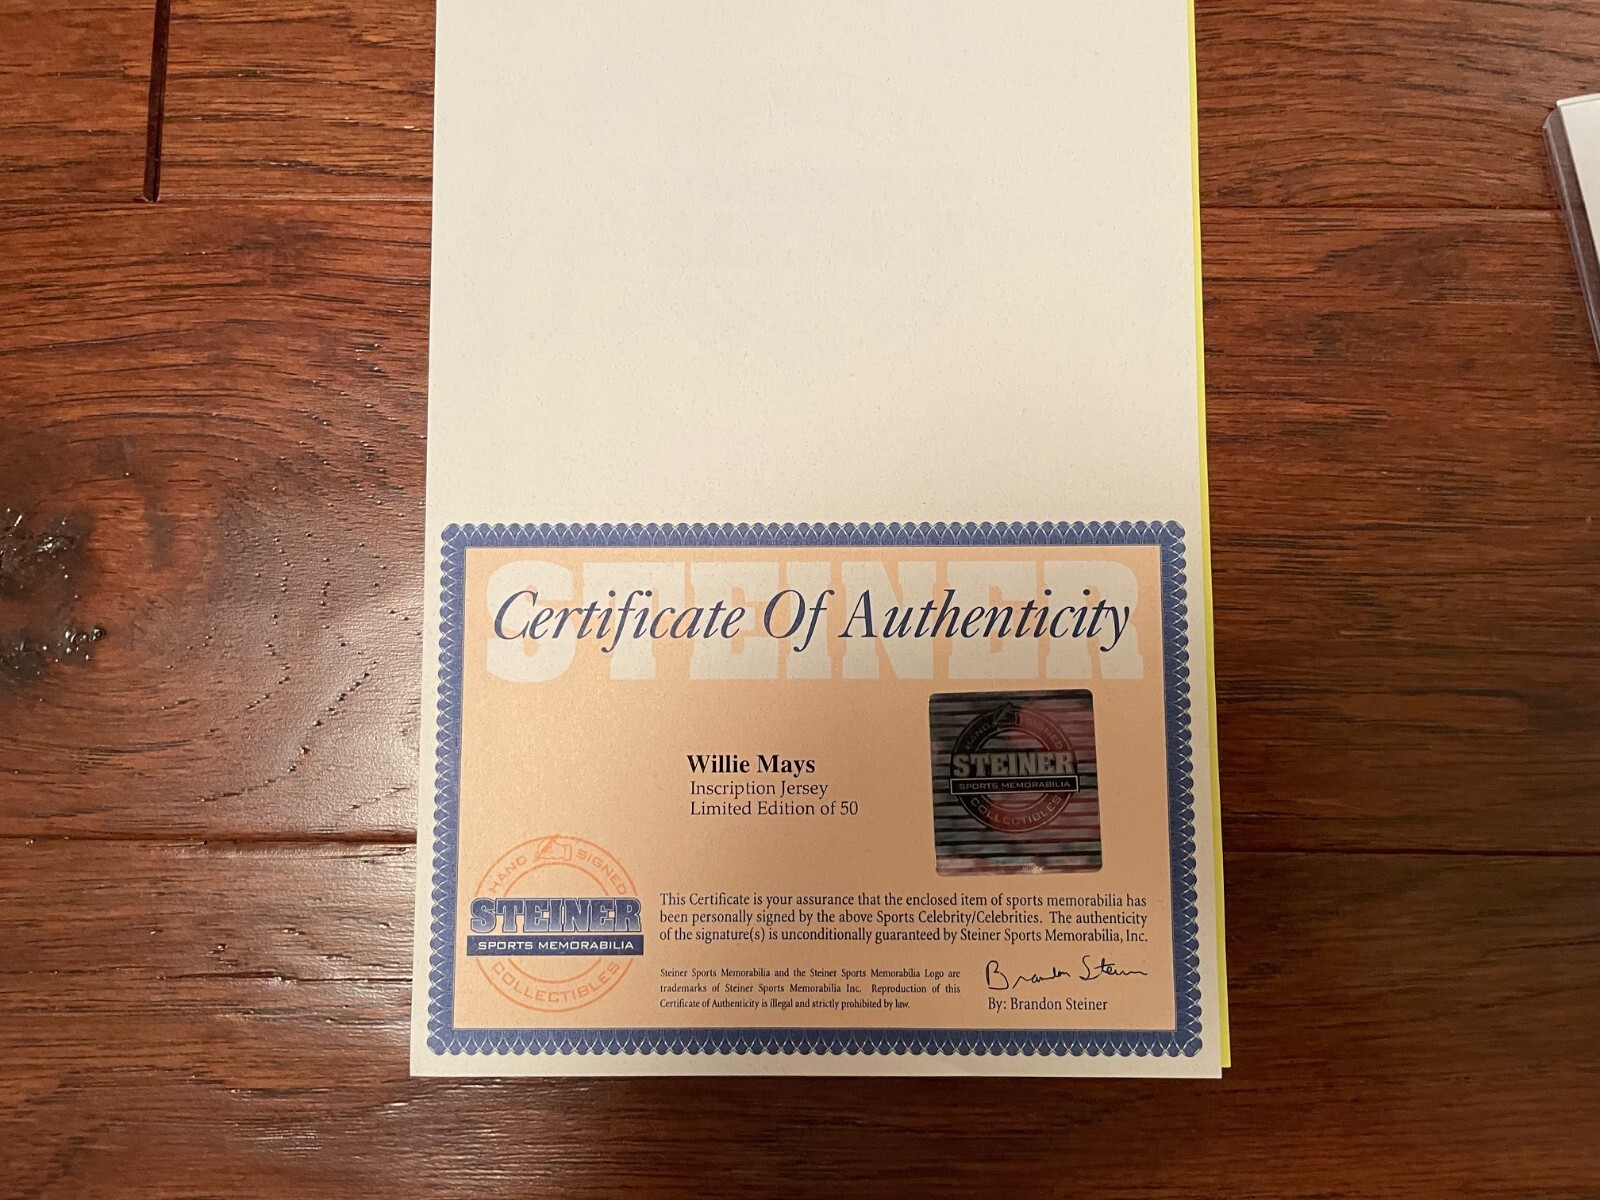 STEINER
Certificate Of Authenticity
Willie Mays
Inscription Jersey
Limited Edition of 50
HAND SIGNED
STEINER
SPORTS MEMORABILIA
COLLECTIBLES
HAND SIGNED
STEINER
SPORTS MEMORABILIA
COLLECTIBLES
This Certificate is your assurance that the enclosed item of sports memorabilia has
been personally signed by the above Sports Celebrity/Celebrities. The authenticity
of the signature(s) is unconditionally guaranteed by Steiner Sports Memorabilia, Inc.
Steiner Sports Memorabilia and the Steiner Sports Memorabilia Logo are
trademarks of Steiner Sports Memorabilia Inc. Reproduction of this
Certificate of Authenticity is illegal and strictly prohibited by law.
Brandon Steiner
By: Brandon Steiner